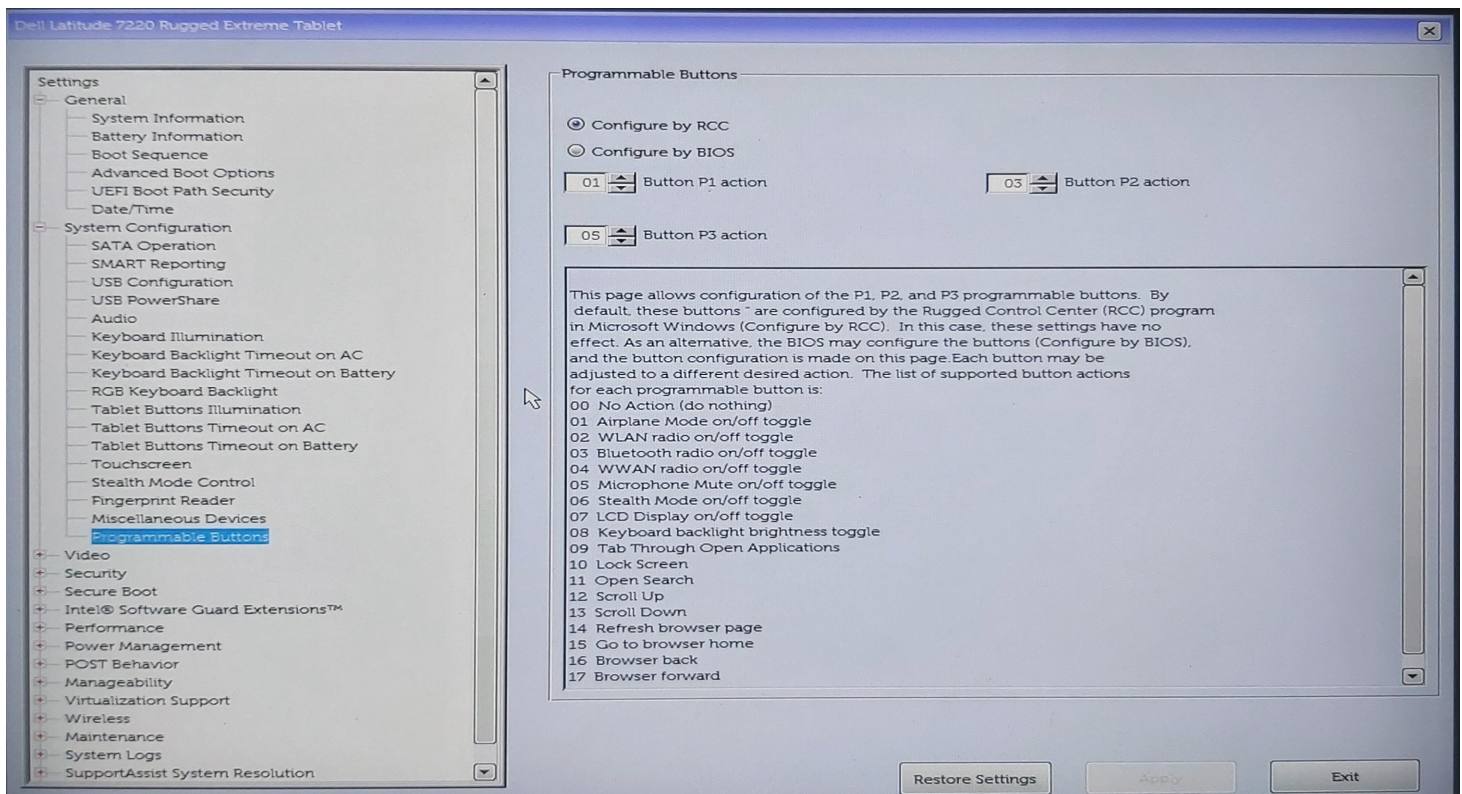 Dell Latitude 7220 Rugged Extreme Tablet
Settings
General
System Information
Battery Information
Boot Sequence
Advanced Boot Options
UEFI Boot Path Security
Date/Time
System Configuration
SATA Operation
SMART Reporting
USB Configuration
USB PowerShare
Audio
Keyboard Illumination
Keyboard Backlight Timeout on AC
Keyboard Backlight Timeout on Battery
RGB Keyboard Backlight
Tablet Buttons Illumination
Tablet Buttons Timeout on AC
Tablet Buttons Timeout on Battery
Touchscreen
Stealth Mode Control
Fingerprint Reader
Miscellaneous Devices
Programmable Buttons
Video
Security
Secure Boot
Intel® Software Guard Extensions™
Performance
Power Management
POST Behavior
Manageability
Virtualization Support
Wireless
Maintenance
System Logs
SupportAssist System Resolution
Programmable Buttons
Configure by RCC
Configure by BIOS
01 Button P1 action
03 Button P2 action
05 Button P3 action
This page allows configuration of the P1, P2, and P3 programmable buttons. By
default, these buttons " are configured by the Rugged Control Center (RCC) program
in Microsoft Windows (Configure by RCC). In this case, these settings have no
effect. As an alternative, the BIOS may configure the buttons (Configure by BIOS),
and the button configuration is made on this page.Each button may be
adjusted to a different desired action. The list of supported button actions
for each programmable button is:
00 No Action (do nothing)
01 Airplane Mode on/off toggle
02 WLAN radio on/off toggle
03 Bluetooth radio on/off toggle
04 WWAN radio on/off toggle
05 Microphone Mute on/off toggle
06 Stealth Mode on/off toggle
07 LCD Display on/off toggle
08 Keyboard backlight brightness toggle
09 Tab Through Open Applications
10 Lock Screen
11 Open Search
12 Scroll Up
13 Scroll Down
14 Refresh browser page
15 Go to browser home
16 Browser back
17 Browser forward
Restore Settings
Apply
Exit